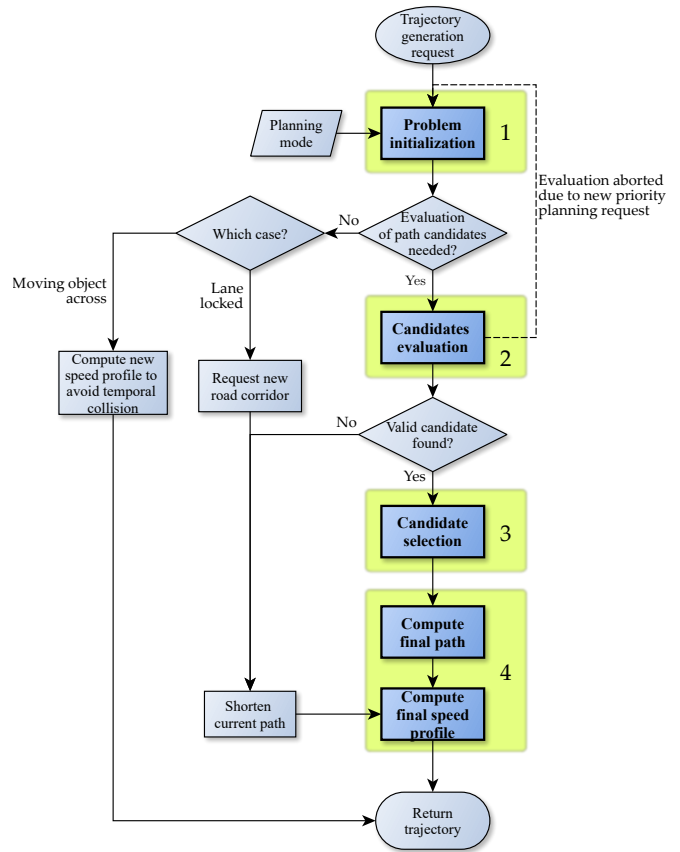 Trajectory
generation
request
Planning
mode
Problem
initialization
1
Evaluation aborted
due to new priority
planning request
Evaluation
of path candidates
needed?
No
Which case?
Yes
Moving object
across
Lane
locked
Candidates
evaluation
2
Compute new
speed profile to
avoid temporal
collision
Request new
road corridor
Valid candidate
found?
No
Yes
Candidate
selection
3
Compute
final path
4
Shorten
current path
Compute
final speed
profile
Return
trajectory